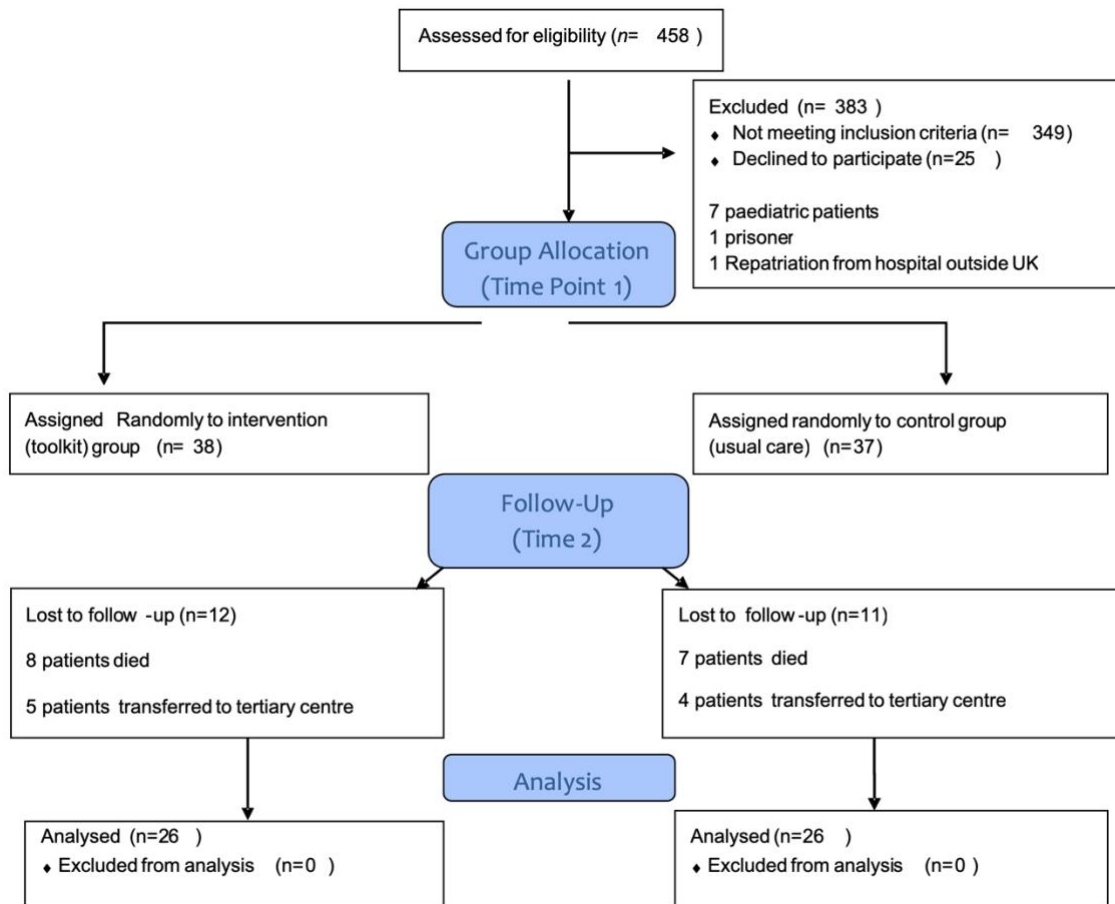 Assessed for eligibility (n= 458 )
Excluded (n= 383 )
♦ Not meeting inclusion criteria (n= 349)
♦ Declined to participate (n=25 )
7 paediatric patients
1 prisoner
1 Repatriation from hospital outside UK
Group Allocation
(Time Point 1)
Assigned Randomly to intervention
(toolkit) group (n= 38)
Assigned randomly to control group
(usual care) (n=37)
Follow-Up
(Time 2)
Lost to follow -up (n=12)
8 patients died
5 patients transferred to tertiary centre
Lost to follow -up (n=11)
7 patients died
4 patients transferred to tertiary centre
Analysis
Analysed (n=26 )
♦ Excluded from analysis (n=0 )
Analysed (n=26 )
♦ Excluded from analysis (n=0 )